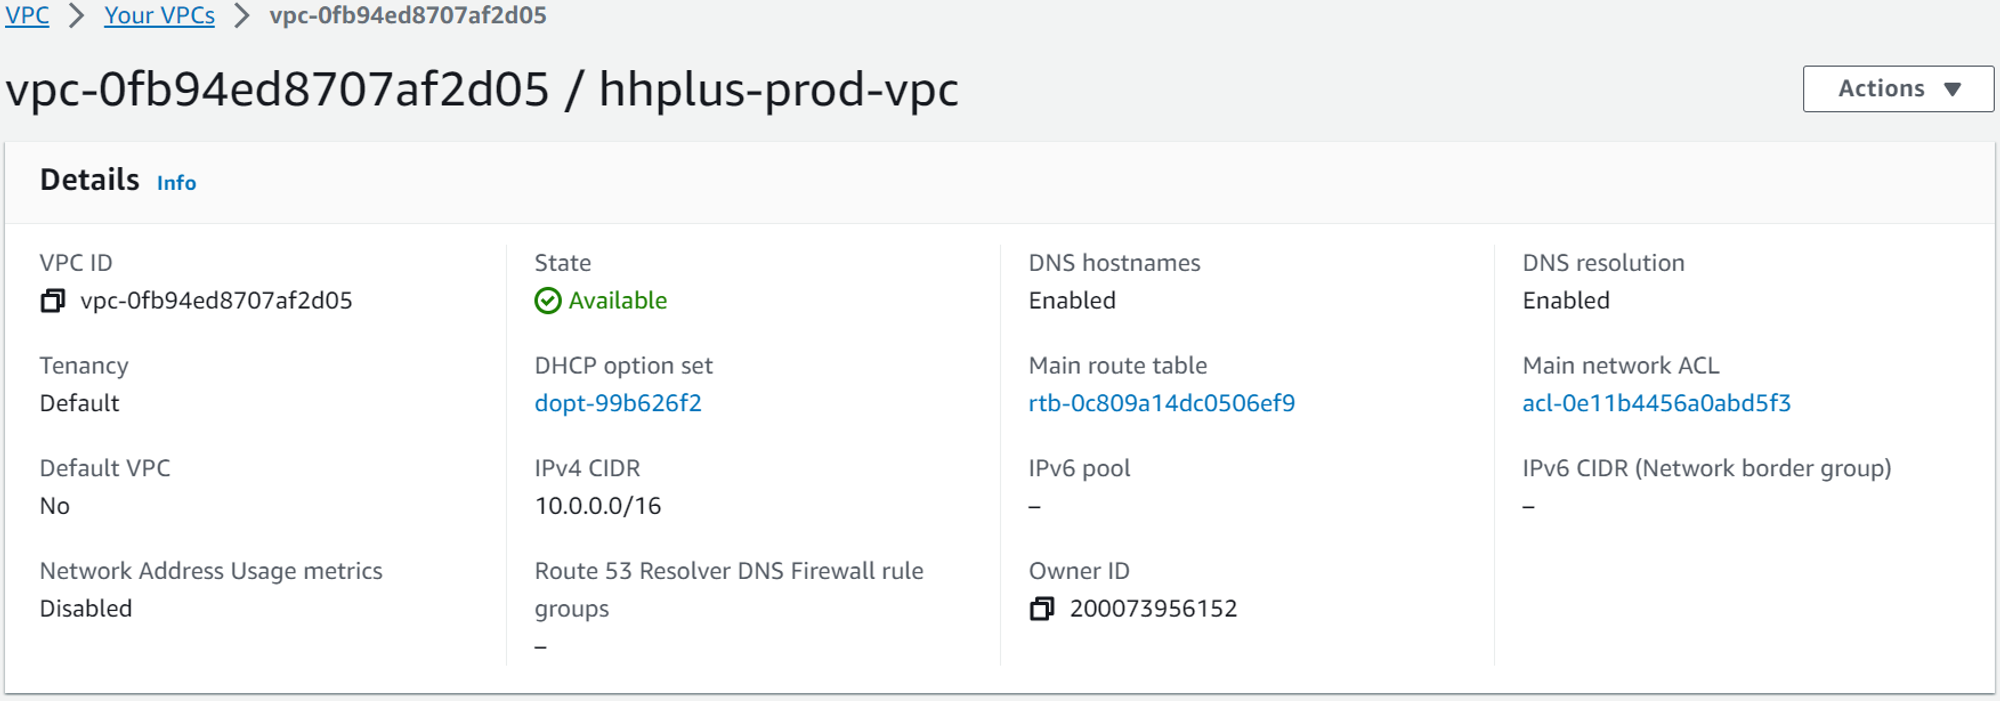 VPC > Your VPCs > vpc-0fb94ed8707af2d05
vpc-0fb94ed8707af2d05 / hhplus-prod-vpc
Actions ▼
Details Info
VPC ID
vpc-0fb94ed8707af2d05
State
Available
DNS hostnames
Enabled
DNS resolution
Enabled
Tenancy
Default
DHCP option set
dopt-99b626f2
Main route table
rtb-0c809a14dc0506ef9
Main network ACL
acl-0e11b4456a0abd5f3
Default VPC
No
IPv4 CIDR
10.0.0.0/16
IPv6 pool
–
IPv6 CIDR (Network border group)
–
Network Address Usage metrics
Disabled
Route 53 Resolver DNS Firewall rule
groups
–
Owner ID
200073956152